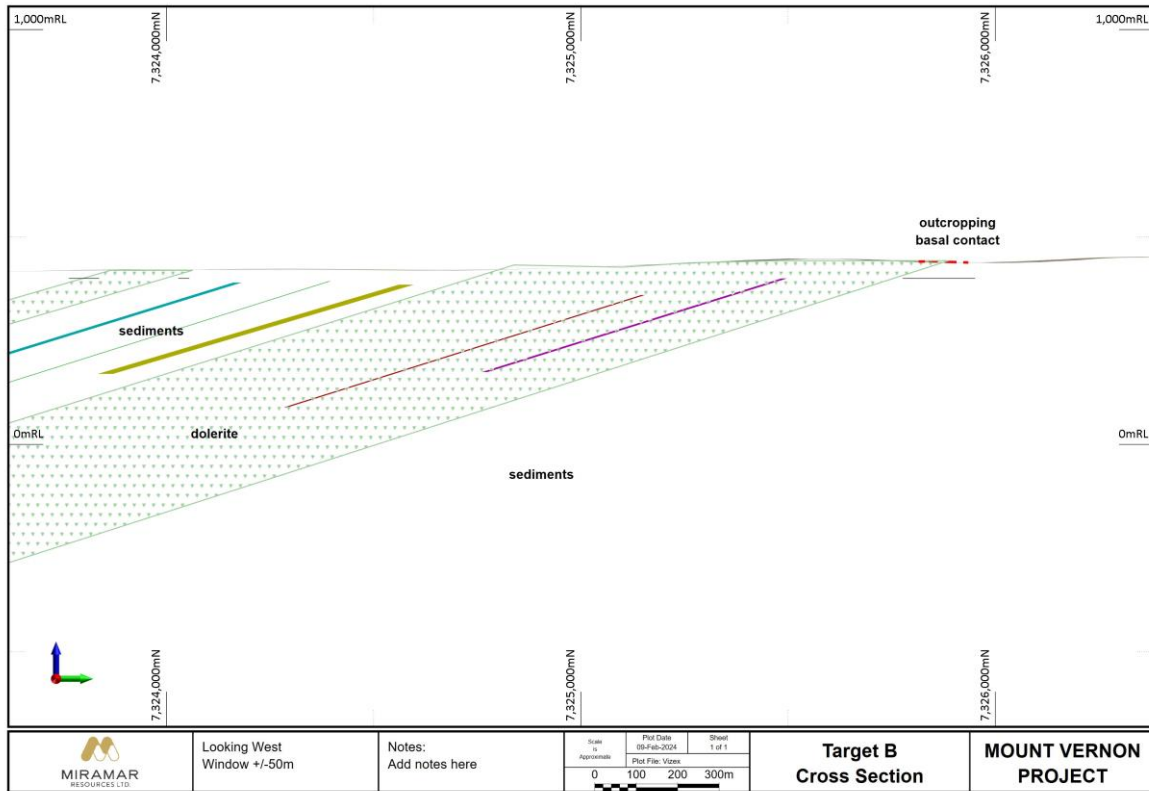 1,000mRL
7,324,000mN
7,325,000mN
7,326,000mN
1,000mRL
outcropping
basal contact
sediments
0mRL
dolerite
0mRL
sediments
7,324,000mN
7,325,000mN
7,326,000mN
MIRAMAR
RESOURCES LTD.
Looking West
Window +/-50m
Notes:
Add notes here
Scale
is
Approximate
Plot Date
09-Feb-2024
Sheet
1 of 1
Plot File: Vizex
0 100 200 300m
Target B
Cross Section
MOUNT VERNON
PROJECT